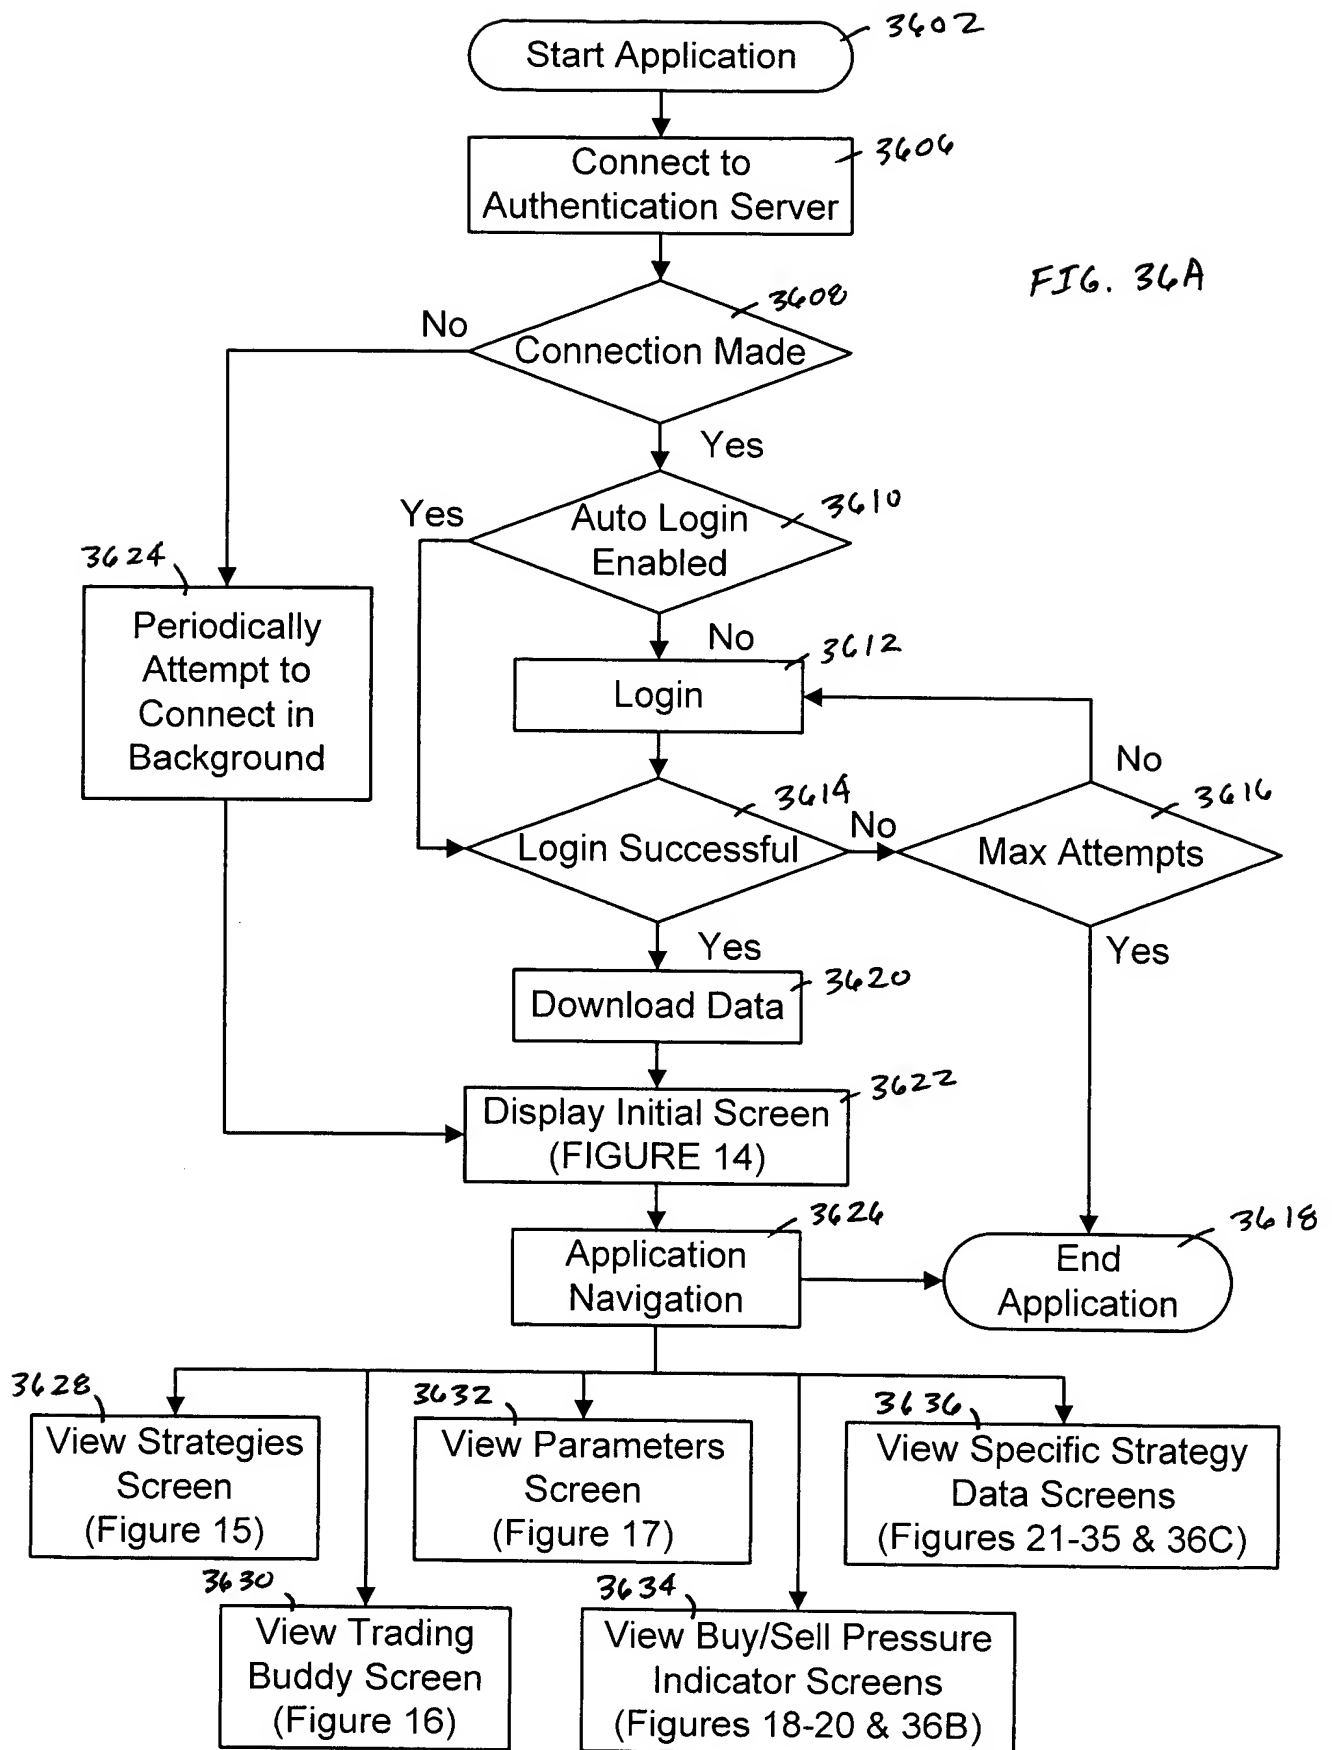 3602
Start Application
3606
Connect to
Authentication Server
FIG. 36A
3608
No
Connection Made
Yes
3610
Yes
Auto Login
Enabled
3624
Periodically
Attempt to
Connect in
Background
No
3612
Login
No
3614
3616
No
Login Successful
Max Attempts
Yes
Yes
3620
Download Data
3622
Display Initial Screen
(FIGURE 14)
3626
3618
Application
Navigation
End
Application
3628
View Strategies
Screen
(Figure 15)
3632
View Parameters
Screen
(Figure 17)
3636
View Specific Strategy
Data Screens
(Figures 21-35 & 36C)
3630
View Trading
Buddy Screen
(Figure 16)
3634
View Buy/Sell Pressure
Indicator Screens
(Figures 18-20 & 36B)